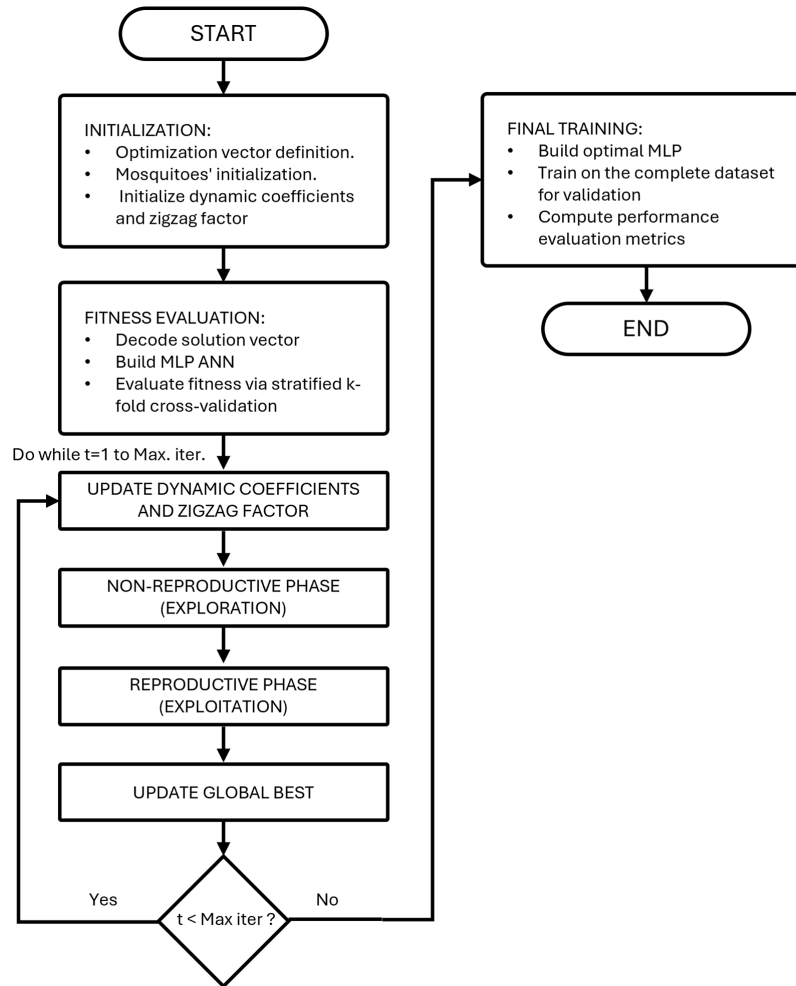 START
INITIALIZATION:
• Optimization vector definition.
• Mosquitoes' initialization.
• Initialize dynamic coefficients
and zigzag factor
FITNESS EVALUATION:
• Decode solution vector
• Build MLP ANN
• Evaluate fitness via stratified k-
fold cross-validation
Do while t=1 to Max. iter.
UPDATE DYNAMIC COEFFICIENTS
AND ZIGZAG FACTOR
NON-REPRODUCTIVE PHASE
(EXPLORATION)
REPRODUCTIVE PHASE
(EXPLOITATION)
UPDATE GLOBAL BEST
t < Max iter ?
Yes
No
FINAL TRAINING:
• Build optimal MLP
• Train on the complete dataset
for validation
• Compute performance
evaluation metrics
END